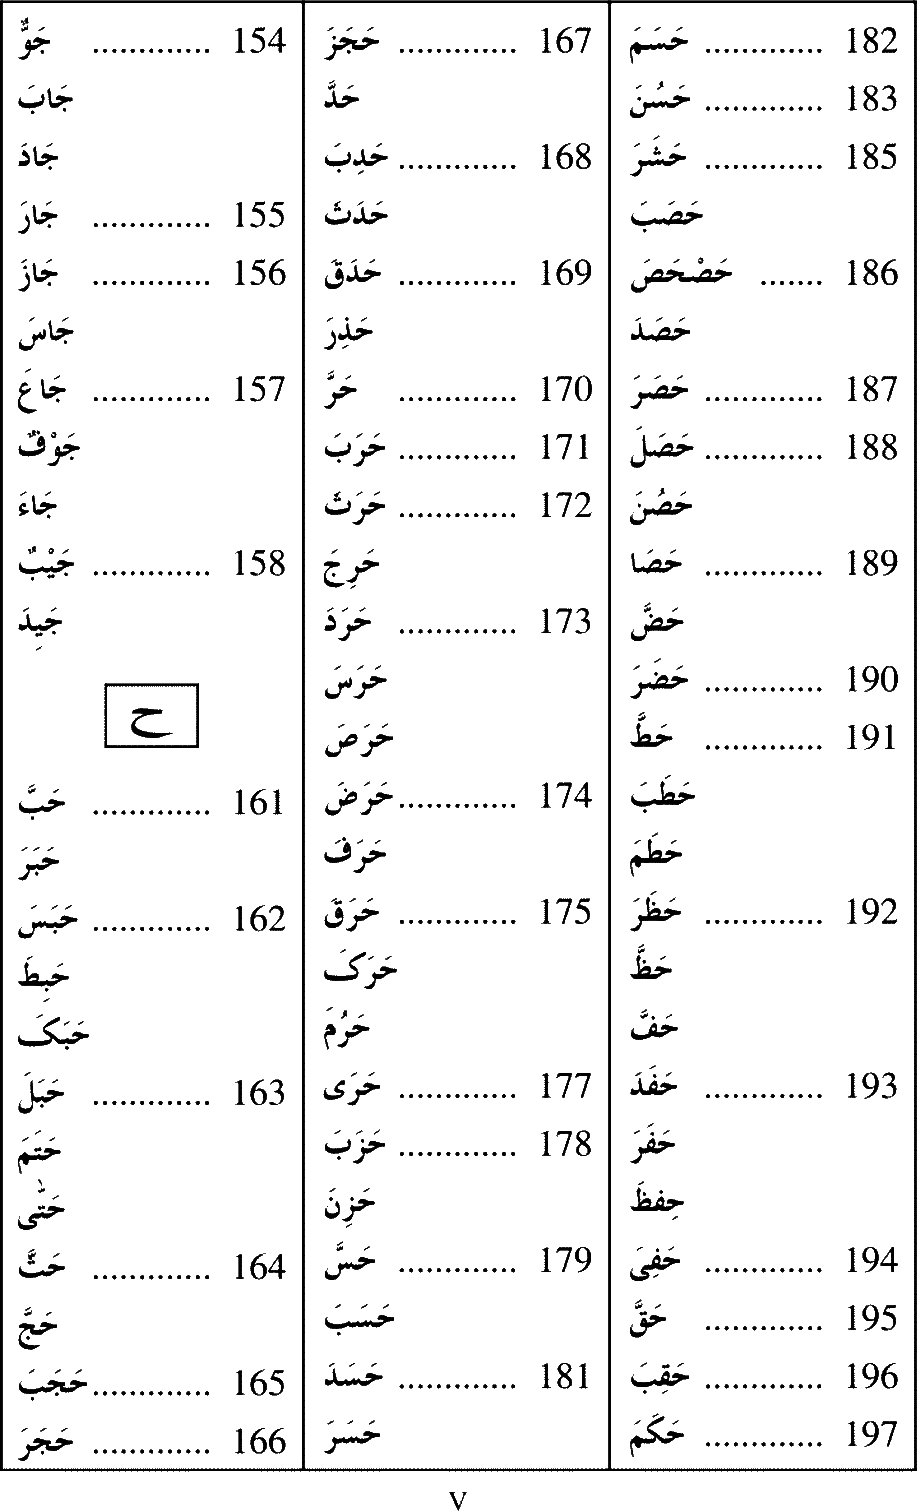 جَوٌّ ............. 154
جَابَ
جَادَ
جَارَ ............. 155
جَازَ ............. 156
جَاسَ
جَاعَ ............. 157
جَوْفٌ
جَاءَ
جَيْبٌ ............. 158
جَيِدَ
ح
حَبَّ ............. 161
حَبَرَ
حَبَسَ ............. 162
حَبِطَ
حَبَكَ
حَبَلَ ............. 163
حَتَمَ
حَتّٰى
حَثَّ ............. 164
حَجَّ
حَجَبَ ............. 165
حَجَرَ ............. 166
حَجَزَ ............. 167
حَدَّ
حَدِبَ ............. 168
حَدَثَ
حَدَقَ ............. 169
حَذِرَ
حَرَّ ............. 170
حَرَبَ ............. 171
حَرَثَ ............. 172
حَرِجَ
حَرَدَ ............. 173
حَرَسَ
حَرَصَ
حَرَضَ ............. 174
حَرَفَ
حَرَقَ ............. 175
حَرَكَ
حَرُمَ
حَرَى ............. 177
حَزَبَ ............. 178
حَزِنَ
حَسَّ ............. 179
حَسَبَ
حَسَدَ ............. 181
حَسَرَ
حَسَمَ ............. 182
حَسُنَ ............. 183
حَشَرَ ............. 185
حَصَبَ
حَصْحَصَ ....... 186
حَصَدَ
حَصَرَ ............. 187
حَصَلَ ............. 188
حَصُنَ
حَصَا ............. 189
حَضَّ
حَضَرَ ............. 190
حَطَّ ............. 191
حَطَبَ
حَطَمَ
حَظَرَ ............. 192
حَظَّ
حَفَّ
حَفَدَ ............. 193
حَفَرَ
حِفظَ
حَفِىَ ............. 194
حَقَّ ............. 195
حَقِبَ ............. 196
حَكَمَ ............. 197
V